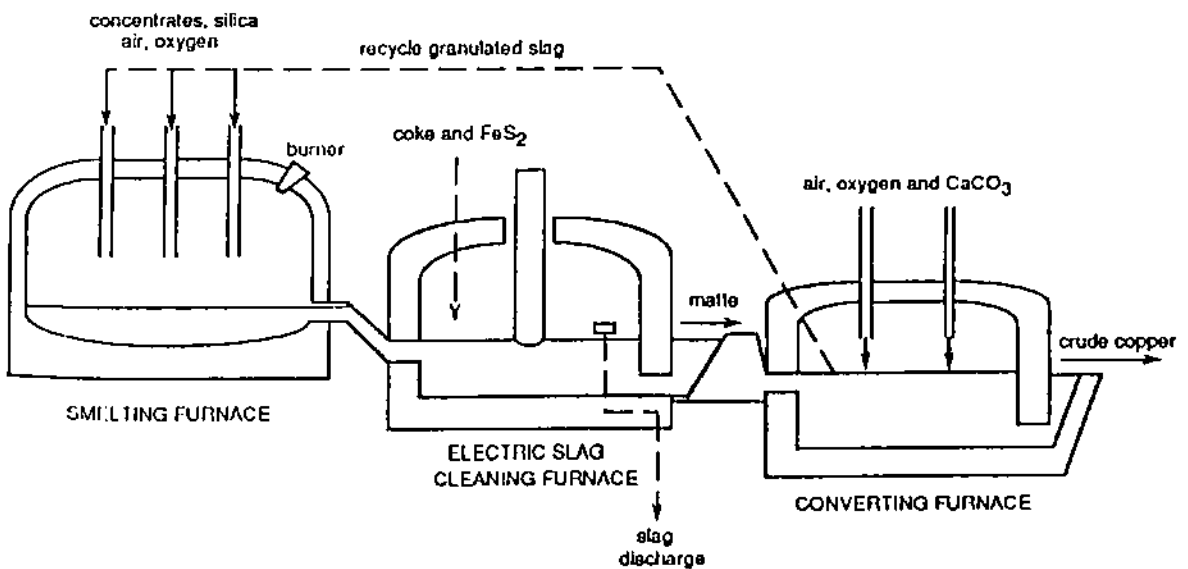 concentrates, silica
air, oxygen
recycle granulated slag
coke and FeS2
burner
air, oxygen and CaCO3
matte
crude copper
SMELTING FURNACE
ELECTRIC SLAG
CLEANING FURNACE
CONVERTING FURNACE
slag
discharge